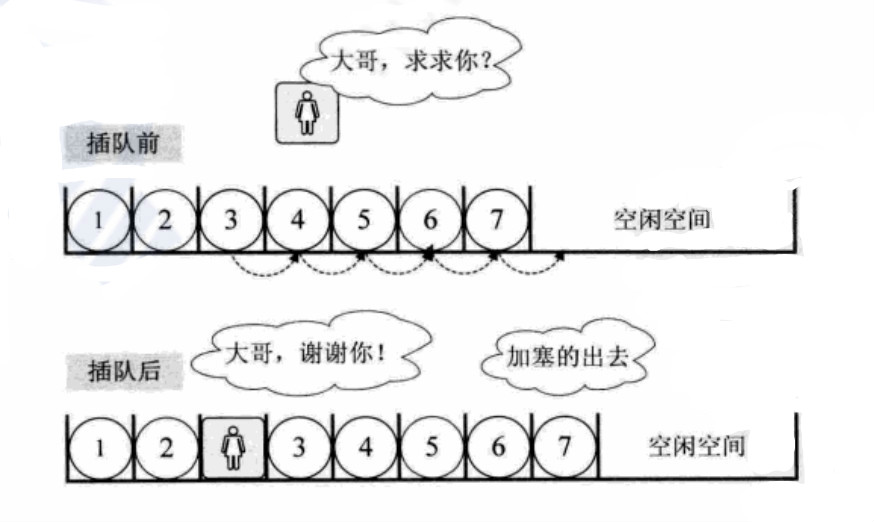 大哥，求求你？
插队前
1 2 3 4 5 6 7 空闲空间
大哥，谢谢你！
加塞的出去
插队后
1 2 3 4 5 6 7 空闲空间